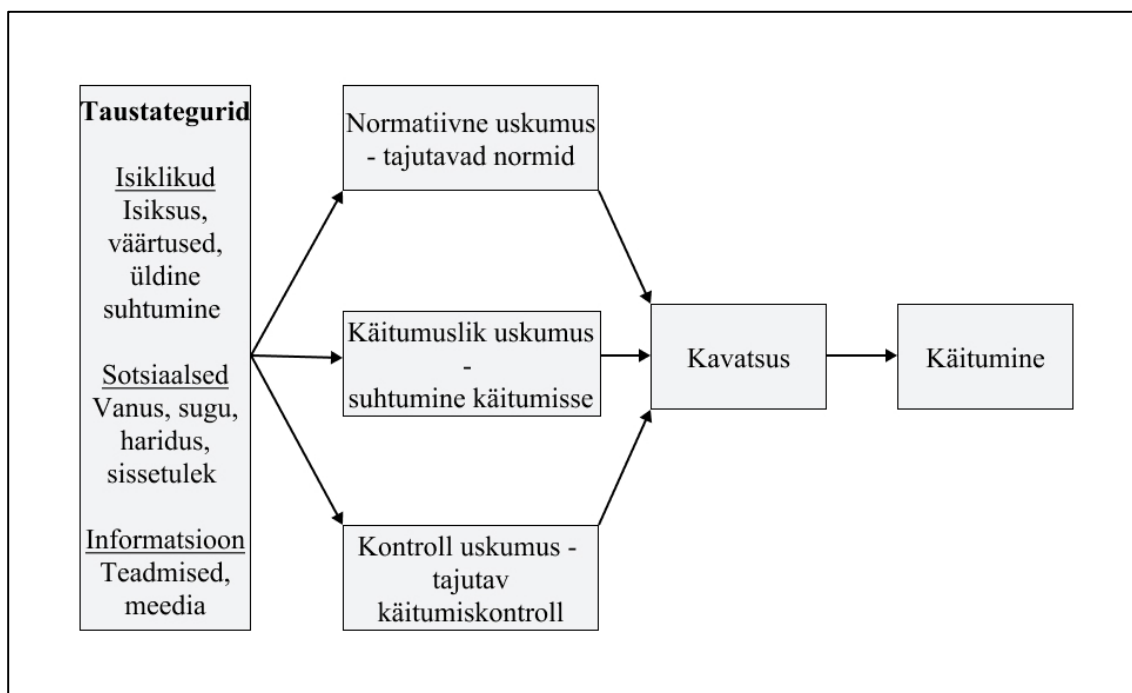 Taustategurid
Isiklikud
Isiksus,
väärtused,
üldine
suhtumine
Sotsiaalsed
Vanus, sugu,
haridus,
sissetulek
Informatsioon
Teadmised,
meedia
Normatiivne uskumus
- tajutavad normid
Käitumuslik uskumus
-
suhtumine käitumisse
Kontroll uskumus -
tajutav
käitumiskontroll
Kavatsus
Käitumine